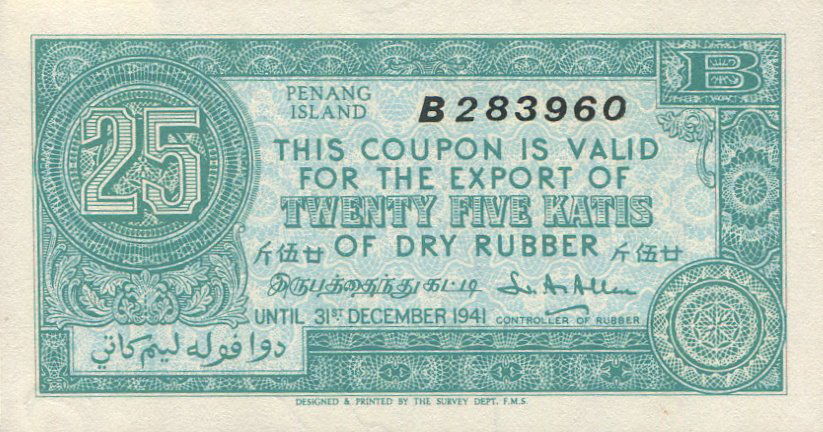 25
PENANG
ISLAND
B 283960
B
THIS COUPON IS VALID
FOR THE EXPORT OF
TWENTY FIVE KATIS
OF DRY RUBBER
斤伍廿
斤伍廿
இருபத்தைந்து கட்டி
UNTIL 31ST DECEMBER 1941
CONTROLLER OF RUBBER
دوا ڤوله ليم كاتي
DESIGNED & PRINTED BY THE SURVEY DEPT. F.M.S.